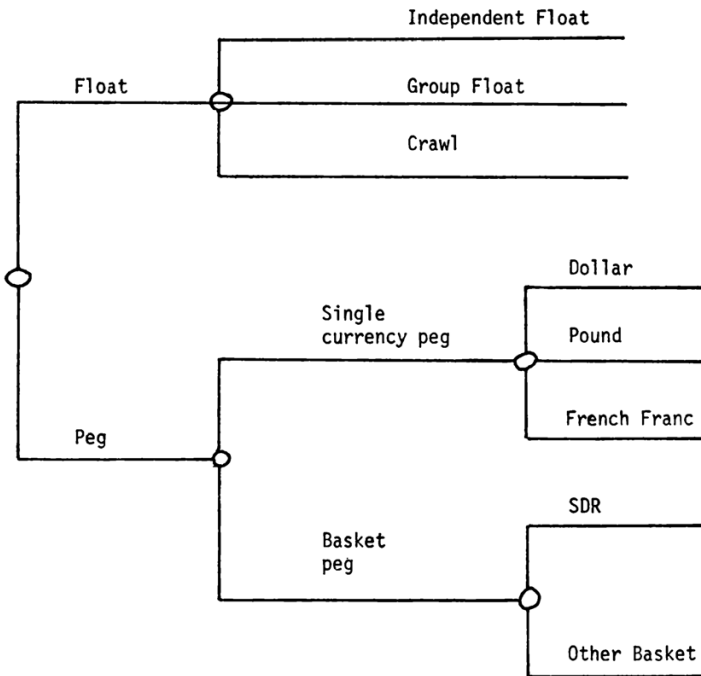 Independent Float
Float
Group Float
Crawl
Dollar
Single
currency peg
Pound
French Franc
Peg
SDR
Basket
peg
Other Basket